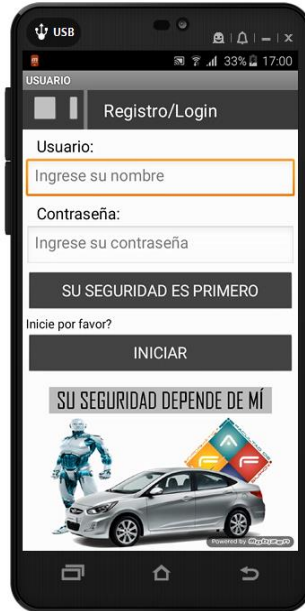 USB
33% 17:00
USUARIO
Registro/Login
Usuario:
Ingrese su nombre
Contraseña:
Ingrese su contraseña
SU SEGURIDAD ES PRIMERO
Inicie por favor?
INICIAR
SU SEGURIDAD DEPENDE DE MÍ
F A F
Powered by